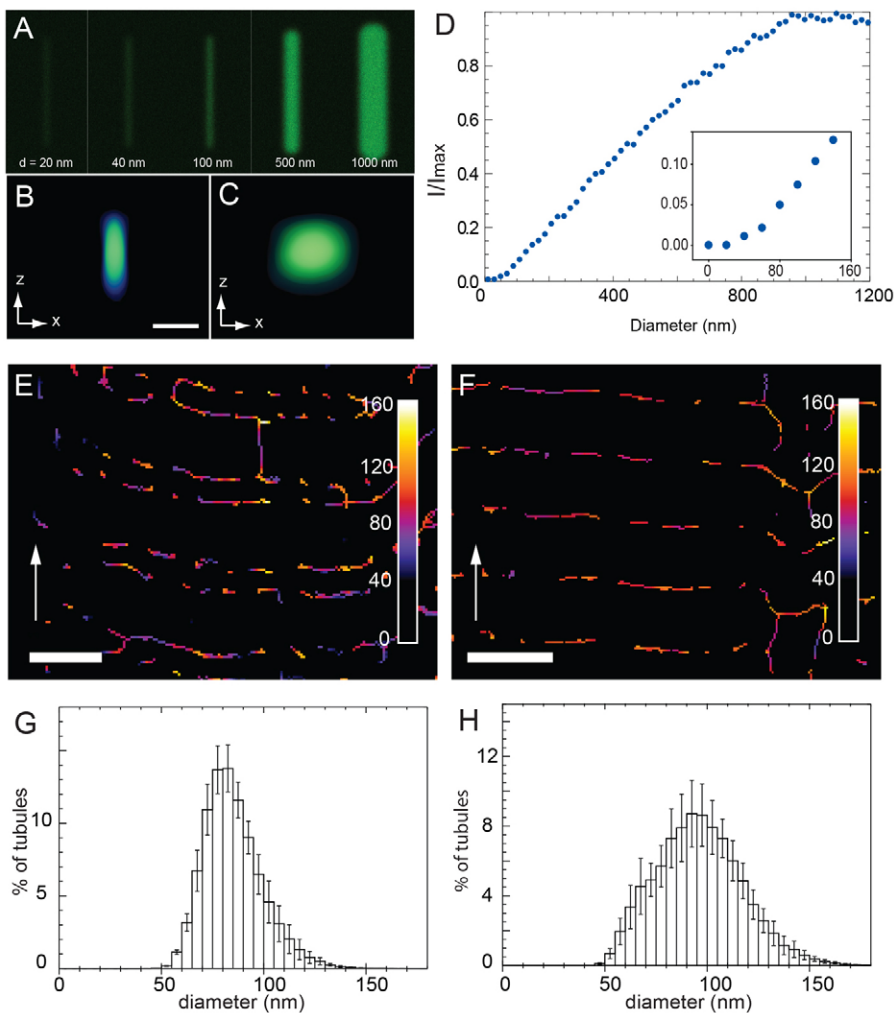 A
d = 20 nm 40 nm 100 nm 500 nm 1000 nm
B
z
x
C
z
x
D
I/Imax
0.8
0.6
0.4
0.2
0.0
0 400 800 1200
Diameter (nm)
0.10
0.05
0.00
0 80 160
E
160
120
80
40
0
F
160
120
80
40
0
G
% of tubules
10
5
0
0 50 100 150
diameter (nm)
H
% of tubules
12
8
4
0
0 50 100 150
diameter (nm)